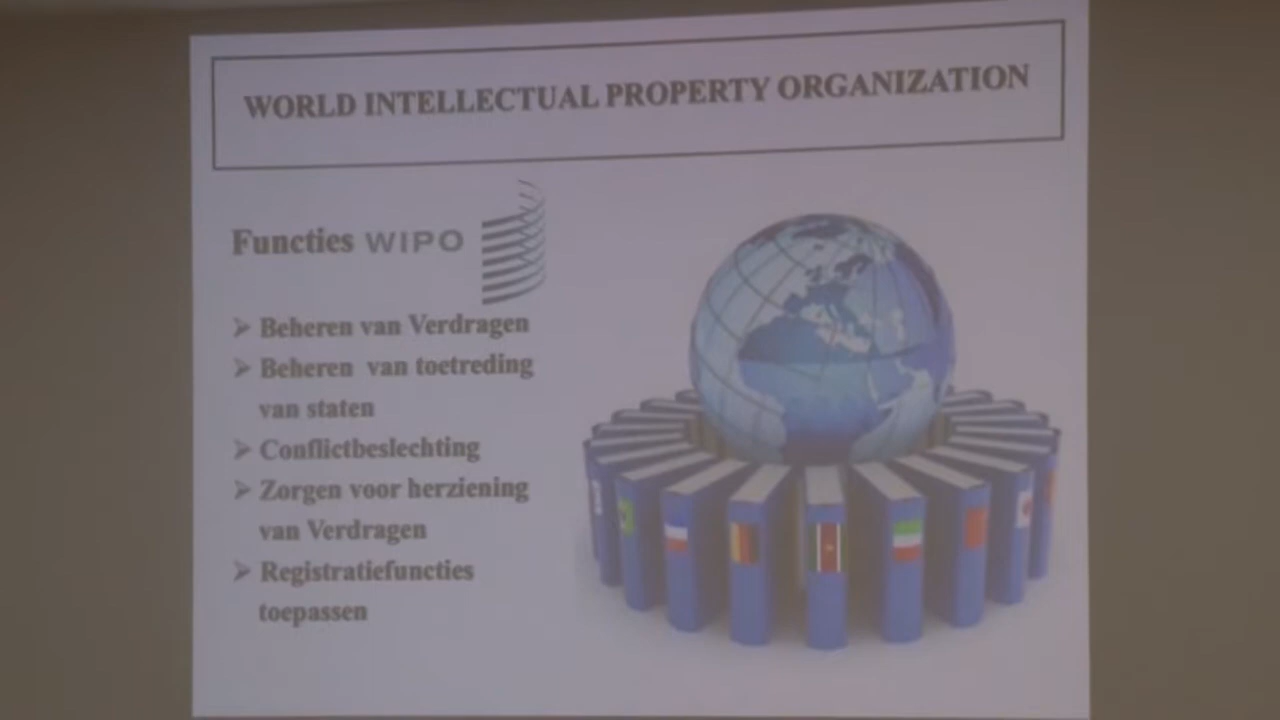 WORLD INTELLECTUAL PROPERTY ORGANIZATION
Functies WIPO
➢ Beheren van Verdragen
➢ Beheren van toetreding
van staten
➢ Conflictbeslechting
➢ Zorgen voor herziening
van Verdragen
➢ Registratiefuncties
toepassen